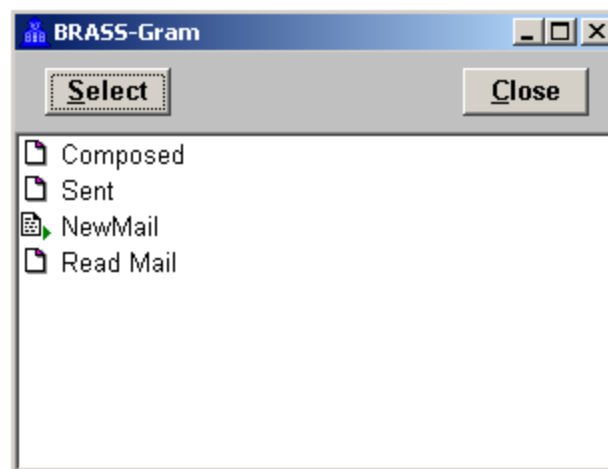 BRASS-Gram
Select Close
Composed
Sent
NewMail
Read Mail